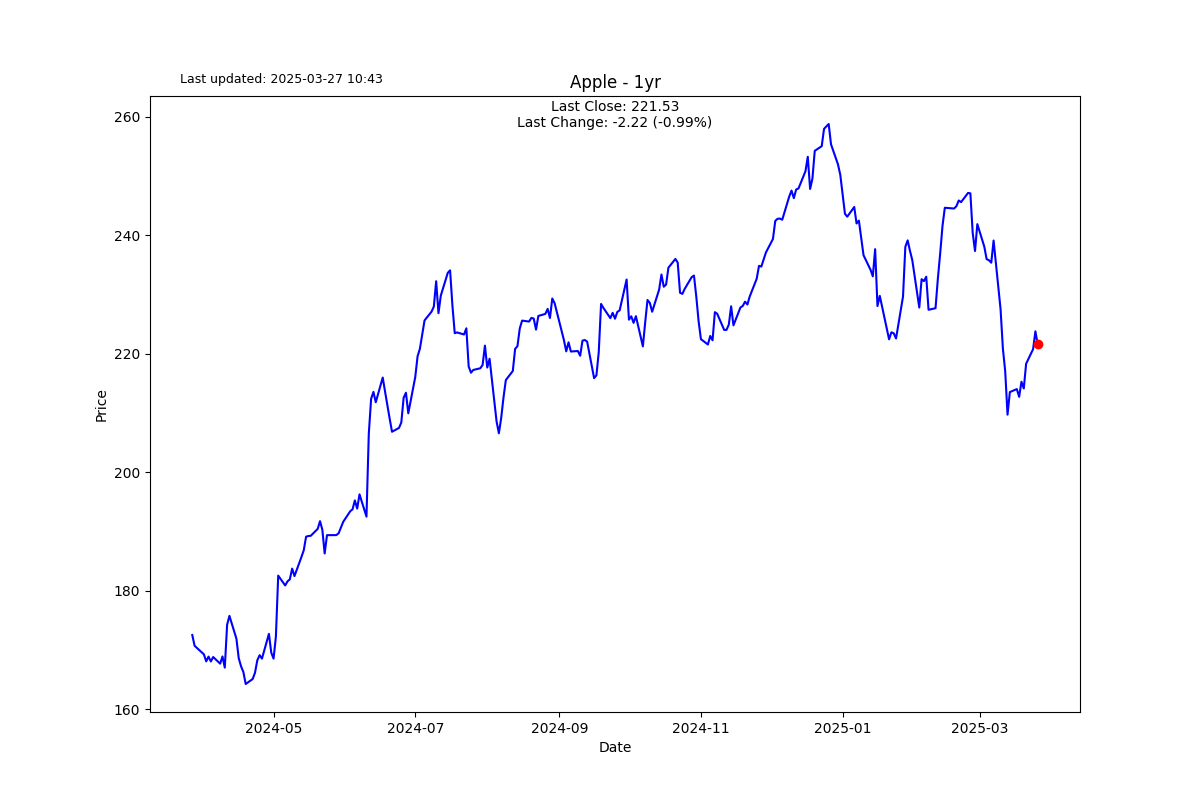 Last updated: 2025-03-27 10:43
Apple - 1yr
Last Close: 221.53
Last Change: -2.22 (-0.99%)
260
240
220
200
180
160
Price
2024-05
2024-07
2024-09
2024-11
2025-01
2025-03
Date